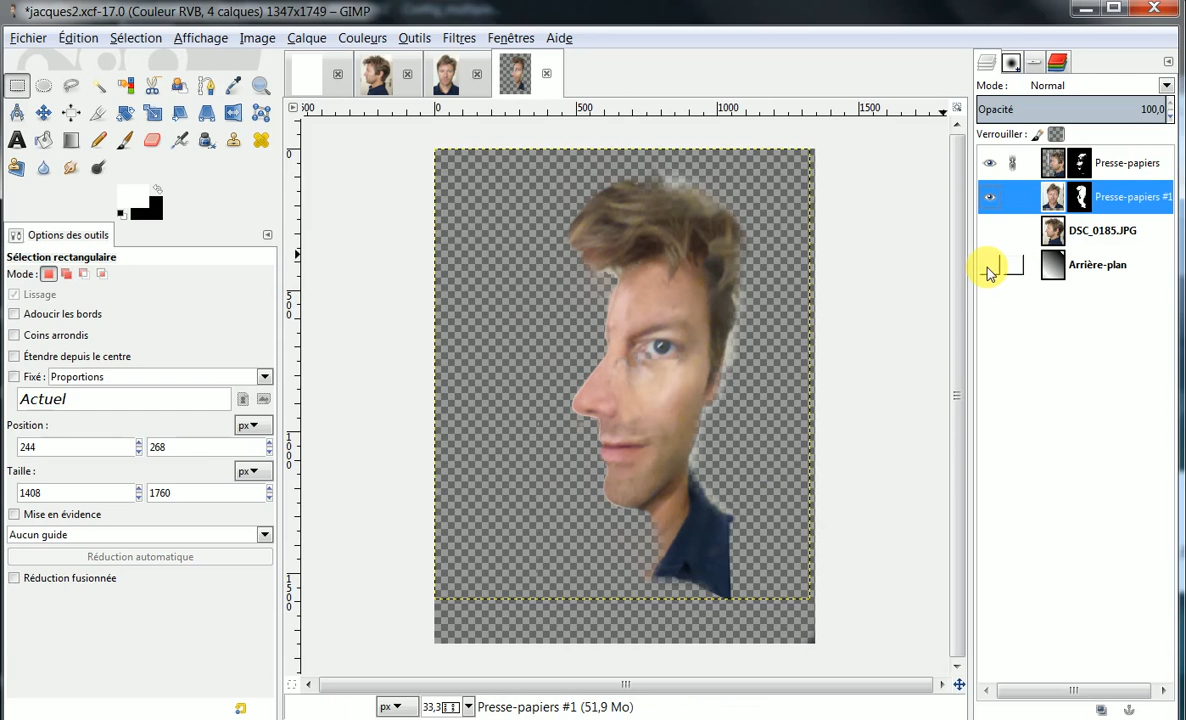 *jacques2.xcf-17.0 (Couleur RVB, 4 calques) 1347x1749 – GIMP
Fichier Édition Sélection Affichage Image Calque Couleurs Outils Filtres Fenêtres Aide
Mode : Normal
0 500 1000 1500
Opacité 100,0
Verrouiller :
0
500
1000
1500
Presse-papiers
Presse-papiers #1
DSC_0185.JPG
Arrière-plan
Options des outils
Sélection rectangulaire
Mode :
Lissage
Adoucir les bords
Coins arrondis
Étendre depuis le centre
Fixé : Proportions
Actuel
Position : px
244 268
Taille : px
1408 1760
Mise en évidence
Aucun guide
Réduction automatique
Réduction fusionnée
px 33,3 Presse-papiers #1 (51,9 Mo)